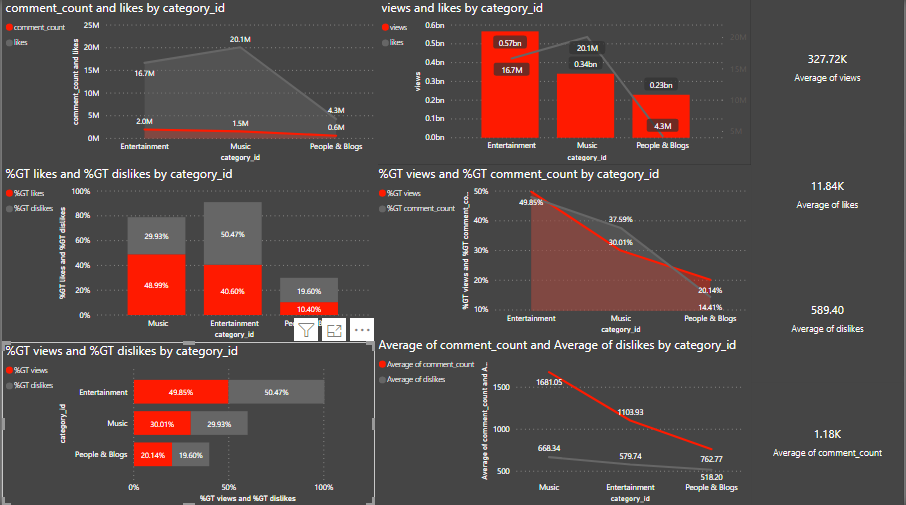 comment_count and likes by category_id
comment_count
likes
comment_count and likes
25M
20M
15M
10M
5M
0M
16.7M
20.1M
4.3M
2.0M
1.5M
0.6M
Entertainment
Music
People & Blogs
category_id
views and likes by category_id
views
likes
views
0.6bn
0.5bn
0.4bn
0.3bn
0.2bn
0.1bn
0.0bn
0.57bn
16.7M
20.1M
0.34bn
0.23bn
4.3M
20M
15M
10M
5M
Entertainment
Music
People & Blogs
category_id
327.72K
Average of views
%GT likes and %GT dislikes by category_id
%GT likes
%GT dislikes
%GT likes and %GT dislikes
100%
80%
60%
40%
20%
0%
29.93%
48.99%
50.47%
40.60%
19.60%
10.40%
Music
Entertainment
category_id
%GT views and %GT comment_count by category_id
%GT views
%GT comment_count
%GT views and %GT comment_co...
50%
40%
30%
20%
10%
49.85%
37.59%
30.01%
20.14%
14.41%
Entertainment
Music
People & Blogs
category_id
11.84K
Average of likes
589.40
Average of dislikes
%GT views and %GT dislikes by category_id
%GT views
%GT dislikes
category_id
Entertainment
49.85%
50.47%
Music
30.01%
29.93%
People & Blogs
20.14%
19.60%
0%
50%
100%
%GT views and %GT dislikes
Average of comment_count and Average of dislikes by category_id
Average of comment_count
Average of dislikes
Average of comment_count and A...
1500
1000
500
1681.05
1103.93
762.77
668.34
579.74
518.20
Music
Entertainment
People & Blogs
category_id
1.18K
Average of comment_count